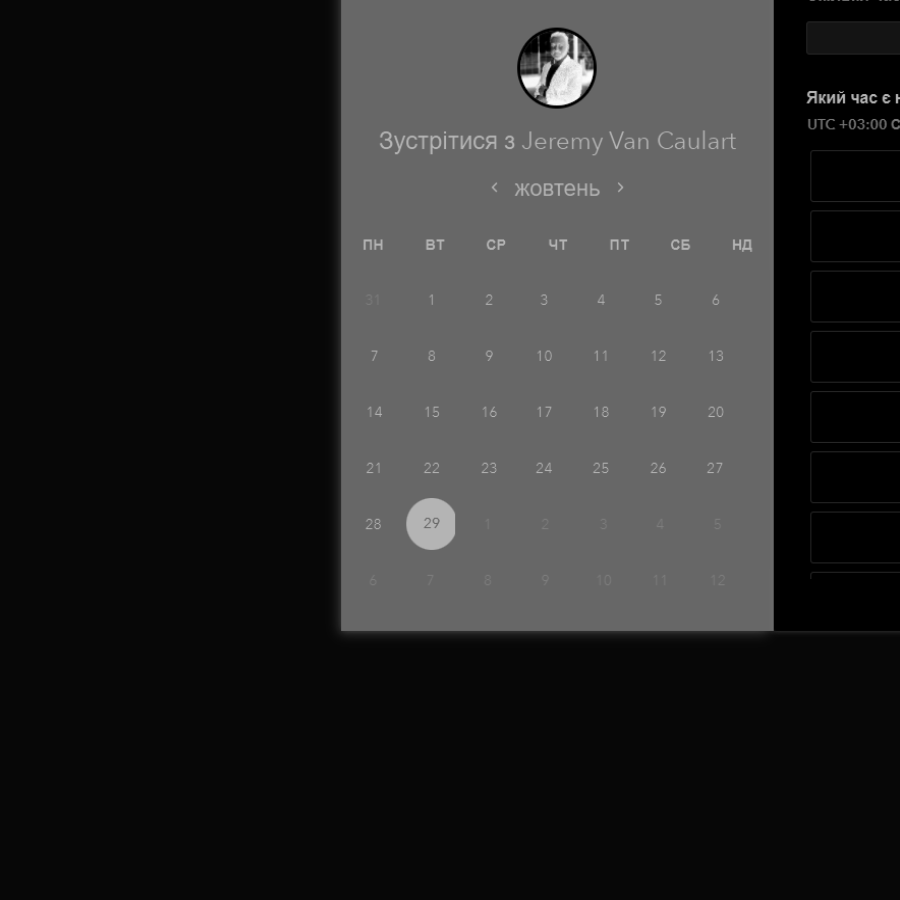 Зустрітися з Jeremy Van Caulart
‹ жовтень ›
ПН ВТ СР ЧТ ПТ СБ НД
31 1 2 3 4 5 6
7 8 9 10 11 12 13
14 15 16 17 18 19 20
21 22 23 24 25 26 27
28 29 1 2 3 4 5
6 7 8 9 10 11 12
Який час є
UTC +03:00